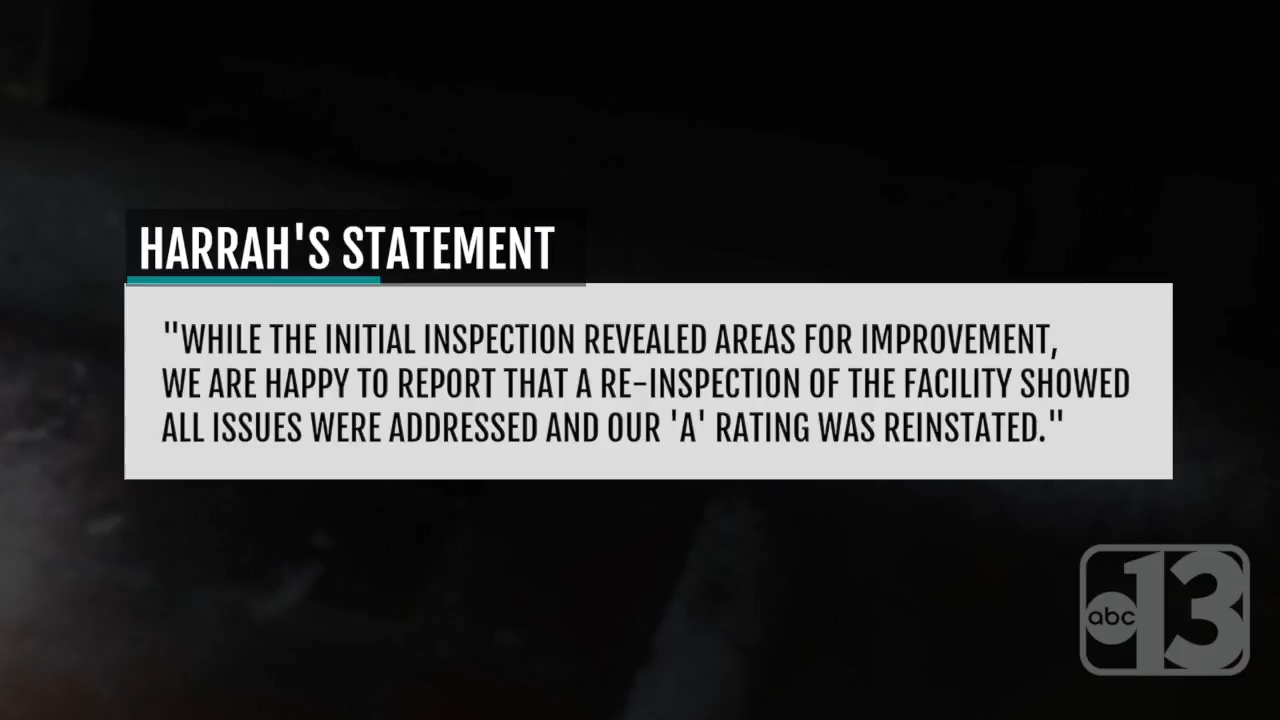 HARRAH'S STATEMENT
"WHILE THE INITIAL INSPECTION REVEALED AREAS FOR IMPROVEMENT,
WE ARE HAPPY TO REPORT THAT A RE-INSPECTION OF THE FACILITY SHOWED
ALL ISSUES WERE ADDRESSED AND OUR 'A' RATING WAS REINSTATED."
abc 13